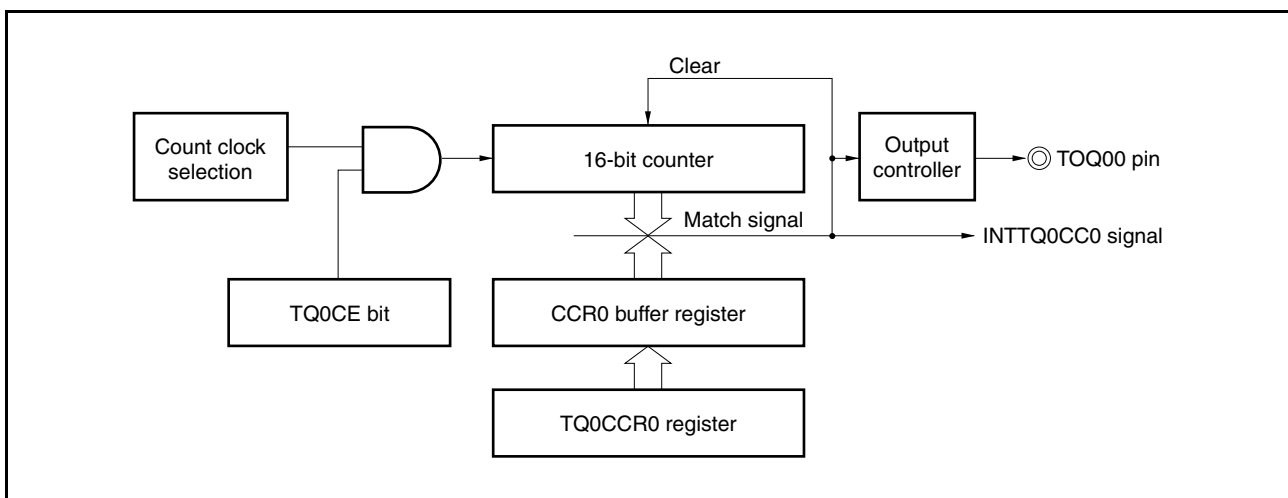 Clear
Count clock
selection
16-bit counter
Output
controller
TOQ00 pin
Match signal
INTTQ0CC0 signal
TQ0CE bit
CCR0 buffer register
TQ0CCR0 register